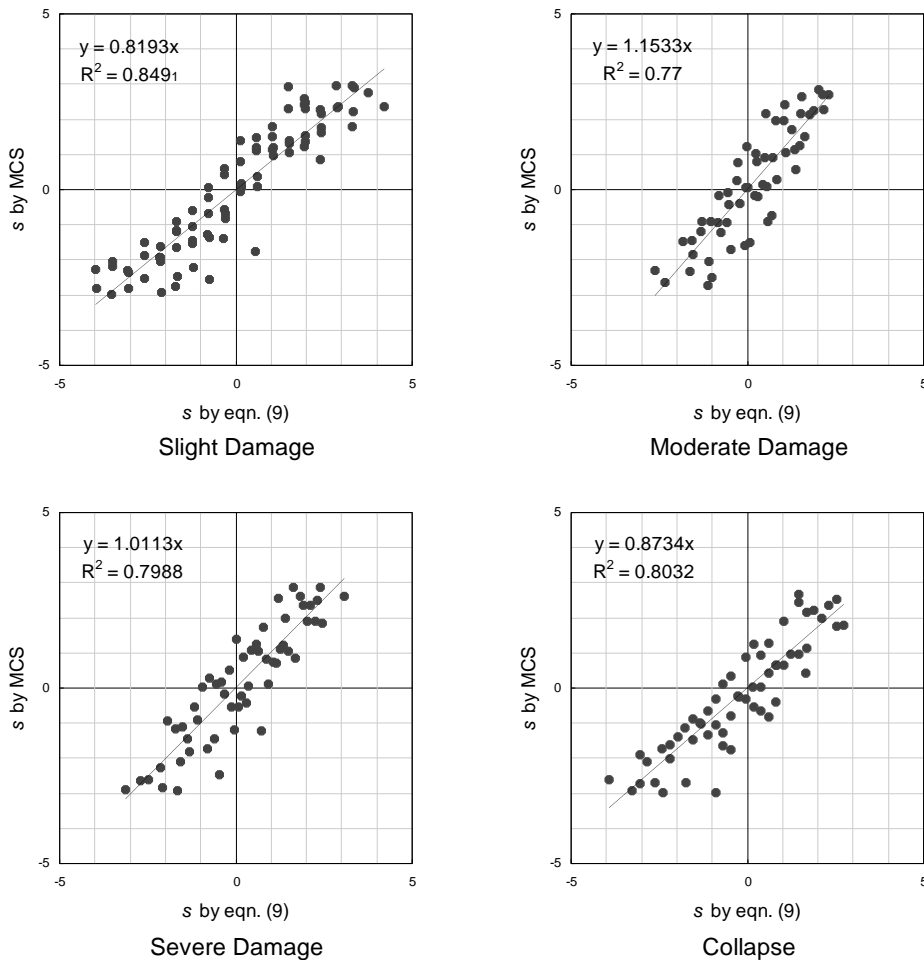 5
y = 0.8193x
R² = 0.8491
s by MCS
0
-5
-5 0 5
s by eqn. (9)
Slight Damage
5
y = 1.1533x
R² = 0.77
s by MCS
0
-5
-5 0 5
s by eqn. (9)
Moderate Damage
5
y = 1.0113x
R² = 0.7988
s by MCS
0
-5
-5 0 5
s by eqn. (9)
Severe Damage
5
y = 0.8734x
R² = 0.8032
s by MCS
0
-5
-5 0 5
s by eqn. (9)
Collapse